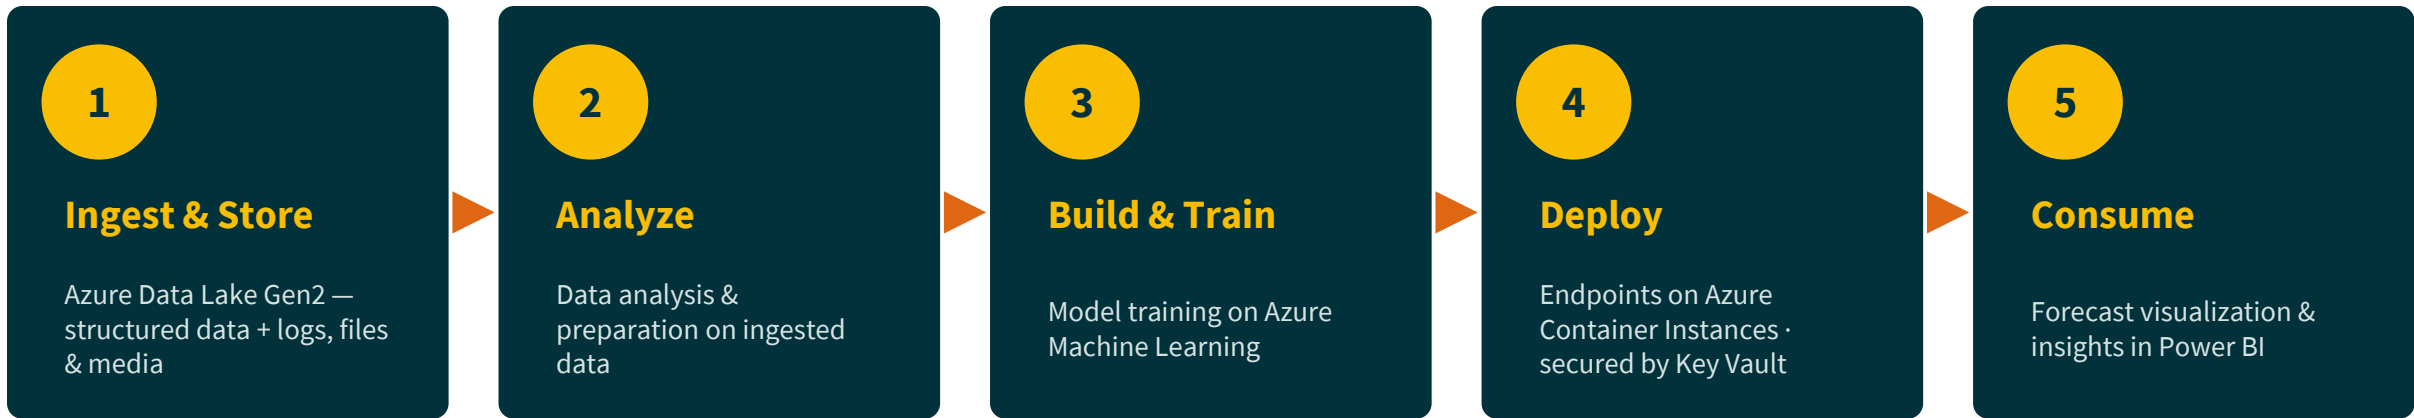 1
Ingest & Store
Azure Data Lake Gen2 —
structured data + logs, files
& media
2
Analyze
Data analysis &
preparation on ingested
data
3
Build & Train
Model training on Azure
Machine Learning
4
Deploy
Endpoints on Azure
Container Instances ·
secured by Key Vault
5
Consume
Forecast visualization &
insights in Power BI